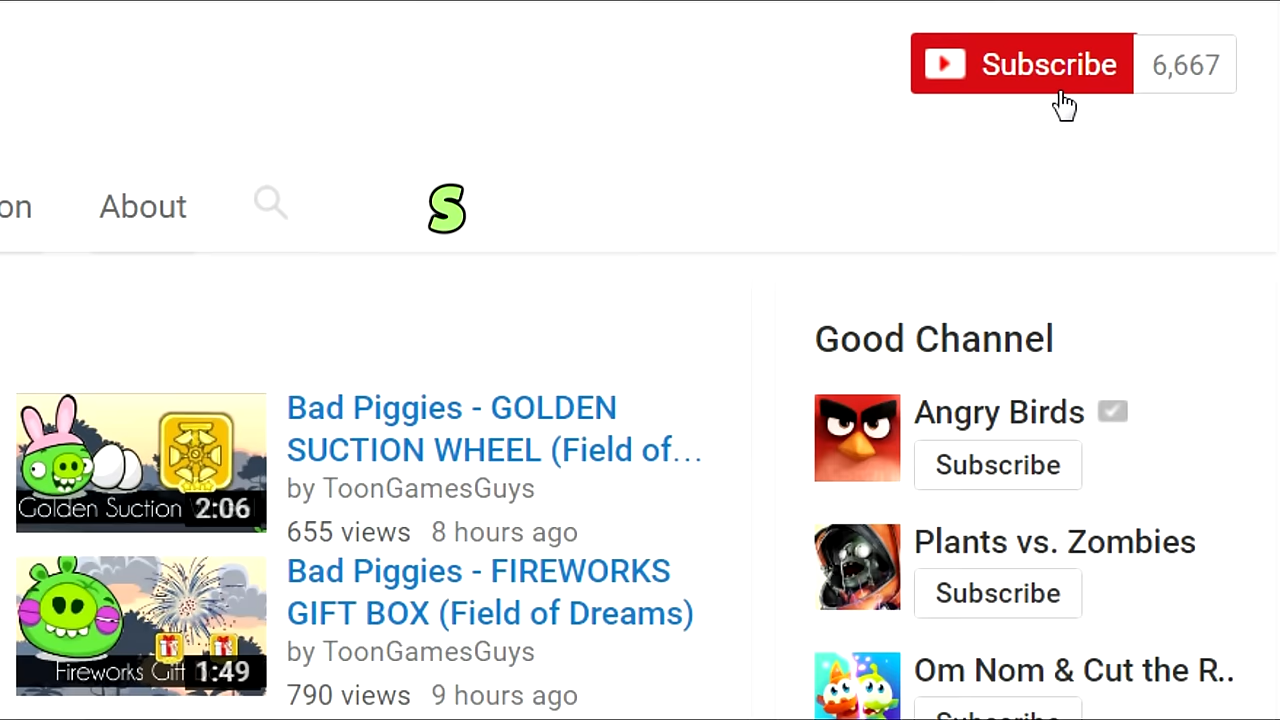 Subscribe 6,667
on About
S
Good Channel
Bad Piggies - GOLDEN
SUCTION WHEEL (Field of...
by ToonGamesGuys
655 views 8 hours ago
Golden Suction
2:06
Bad Piggies - FIREWORKS
GIFT BOX (Field of Dreams)
by ToonGamesGuys
790 views 9 hours ago
Fireworks Gift
1:49
Angry Birds
Subscribe
Plants vs. Zombies
Subscribe
Om Nom & Cut the R..
Subscribe